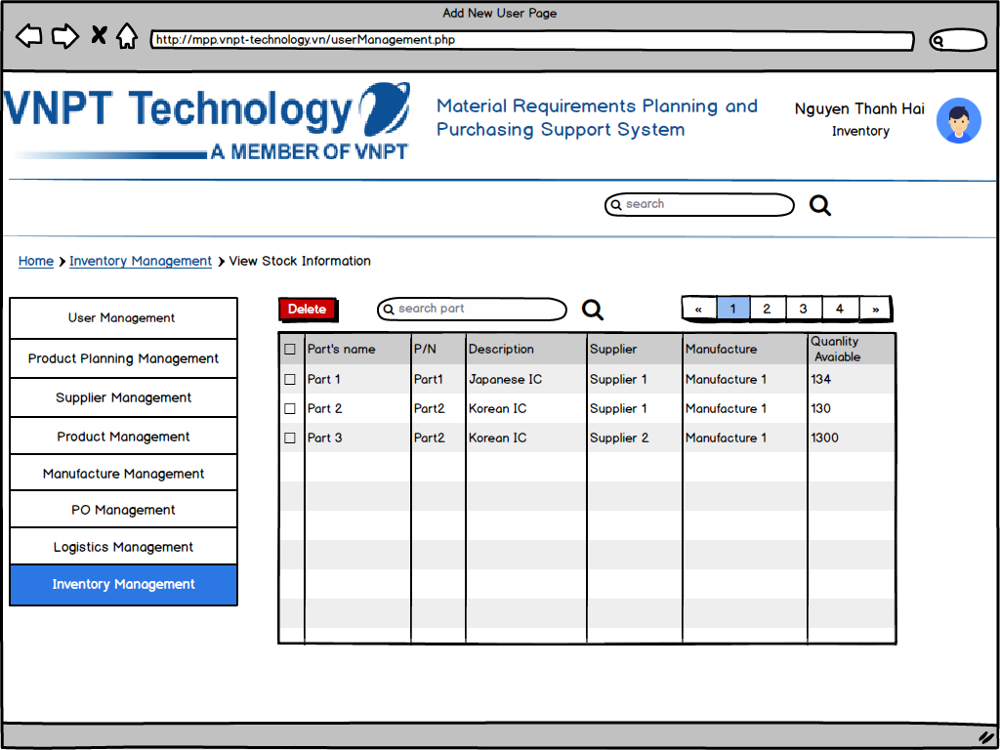 Add New User Page
http://mpp.vnpt-technology.vn/userManagement.php
VNPT Technology
A MEMBER OF VNPT
Material Requirements Planning and
Purchasing Support System
Nguyen Thanh Hai
Inventory
search
Home > Inventory Management > View Stock Information
User Management
Product Planning Management
Supplier Management
Product Management
Manufacture Management
PO Management
Logistics Management
Inventory Management
Delete
search part
« 1 2 3 4 »
Part's name P/N Description Supplier Manufacture Quanlity Avaiable
Part 1 Part1 Japanese IC Supplier 1 Manufacture 1 134
Part 2 Part2 Korean IC Supplier 1 Manufacture 1 130
Part 3 Part2 Korean IC Supplier 2 Manufacture 1 1300